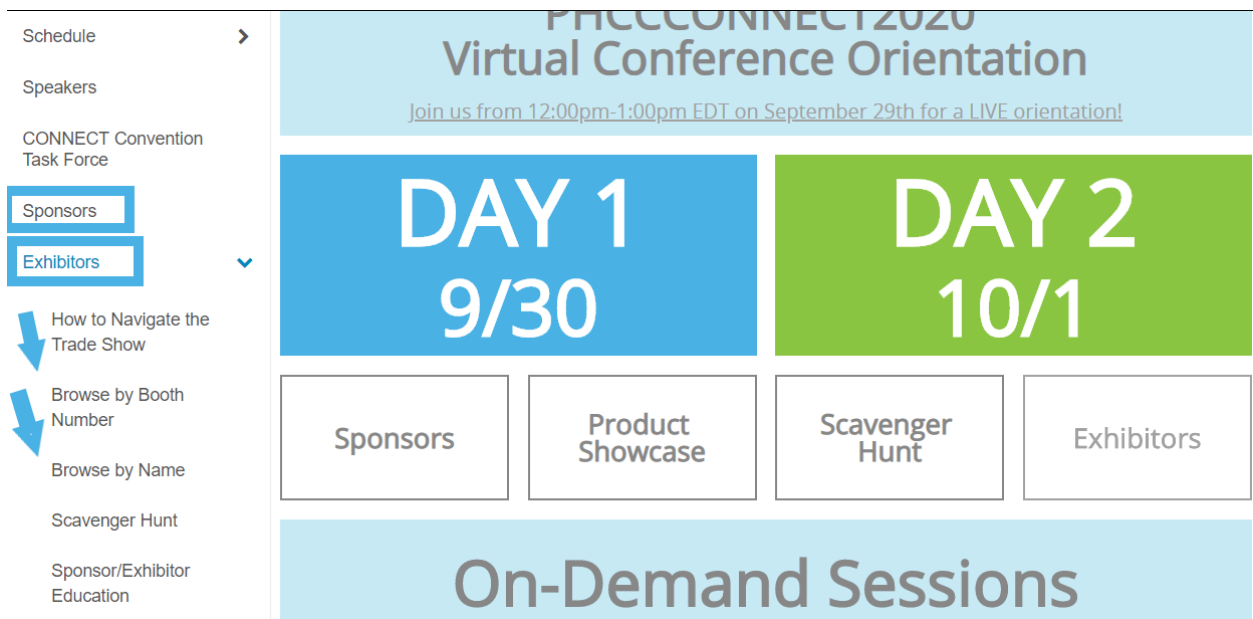 Schedule
Speakers
CONNECT Convention
Task Force
Sponsors
Exhibitors
How to Navigate the
Trade Show
Browse by Booth
Number
Browse by Name
Scavenger Hunt
Sponsor/Exhibitor
Education
PHCCCONNECT2020
Virtual Conference Orientation
Join us from 12:00pm-1:00pm EDT on September 29th for a LIVE orientation!
DAY 1
9/30
DAY 2
10/1
Sponsors
Product
Showcase
Scavenger
Hunt
Exhibitors
On-Demand Sessions